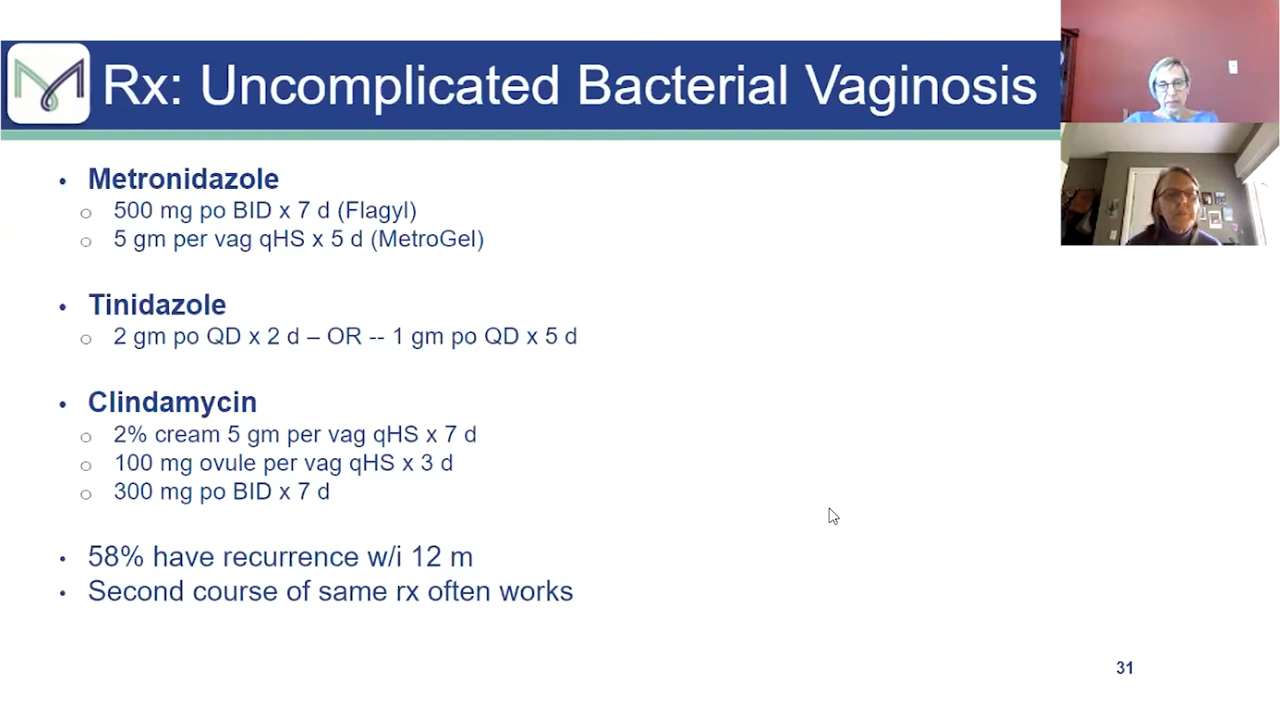 Rx: Uncomplicated Bacterial Vaginosis
• Metronidazole
o 500 mg po BID x 7 d (Flagyl)
o 5 gm per vag qHS x 5 d (MetroGel)
• Tinidazole
o 2 gm po QD x 2 d – OR -- 1 gm po QD x 5 d
• Clindamycin
o 2% cream 5 gm per vag qHS x 7 d
o 100 mg ovule per vag qHS x 3 d
o 300 mg po BID x 7 d
• 58% have recurrence w/i 12 m
• Second course of same rx often works
31